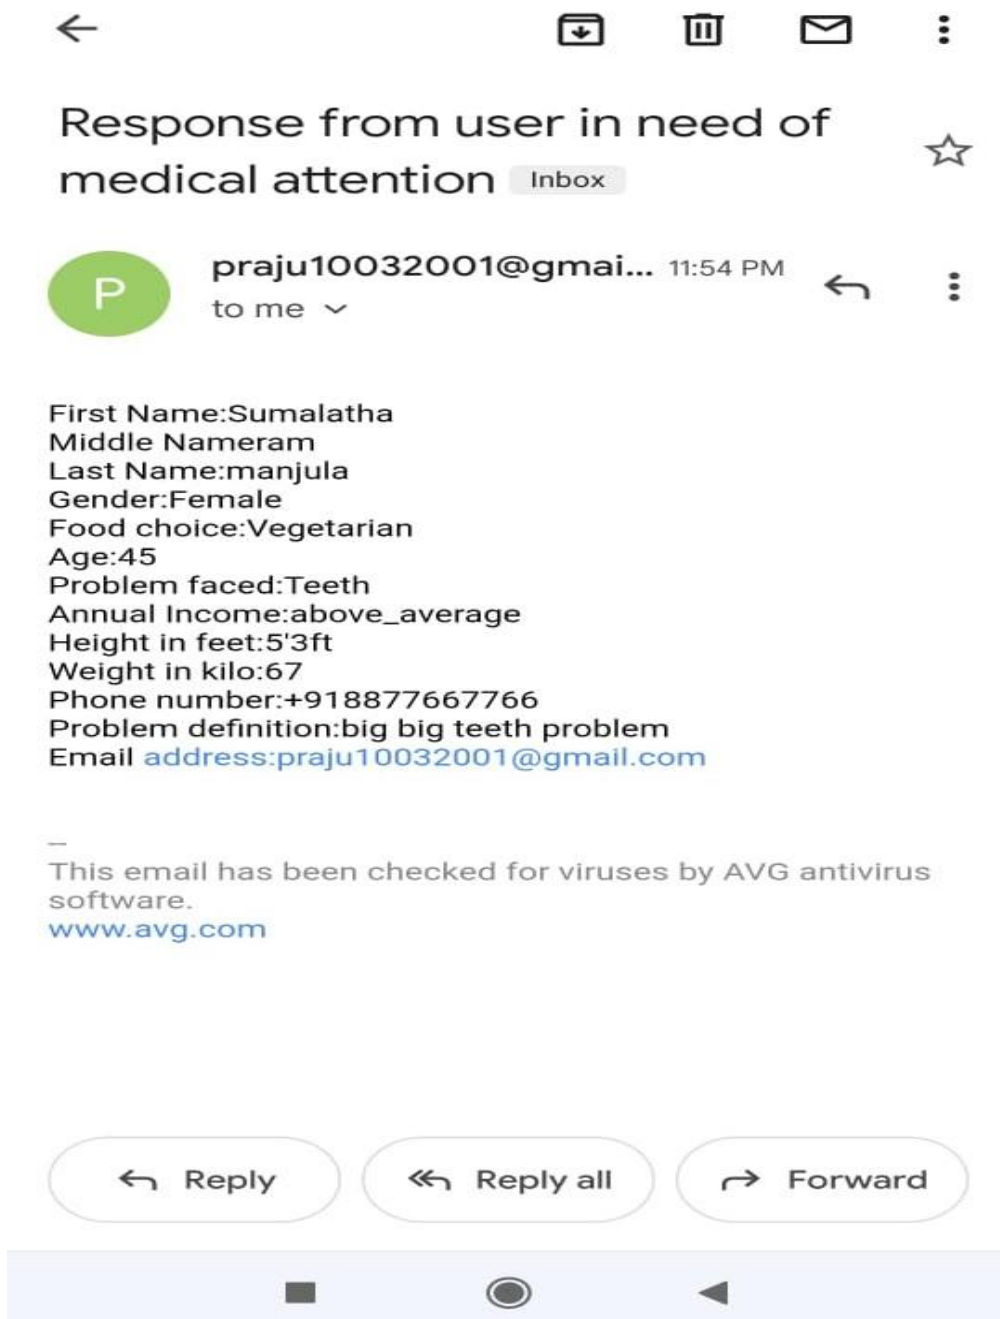 Response from user in need of
medical attention Inbox
P
praju10032001@gmai... 11:54 PM
to me
First Name:Sumalatha
Middle Nameram
Last Name:manjula
Gender:Female
Food choice:Vegetarian
Age:45
Problem faced:Teeth
Annual Income:above_average
Height in feet:5'3ft
Weight in kilo:67
Phone number:+918877667766
Problem definition:big big teeth problem
Email address:praju10032001@gmail.com
--
This email has been checked for viruses by AVG antivirus
software.
www.avg.com
Reply Reply all Forward